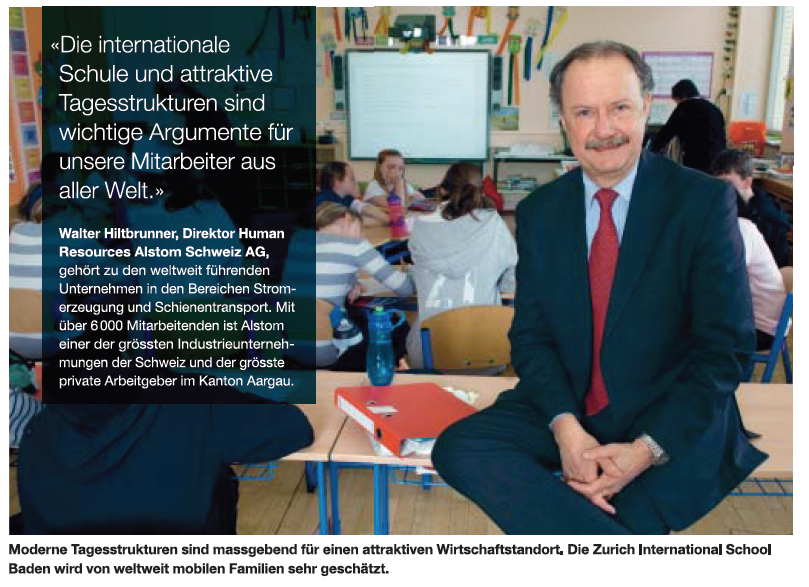 «Die internationale
Schule und attraktive
Tagesstrukturen sind
wichtige Argumente für
unsere Mitarbeiter aus
aller Welt.»
Walter Hiltbrunner, Direktor Human
Resources Alstom Schweiz AG,
gehört zu den weltweit führenden
Unternehmen in den Bereichen Strom-
erzeugung und Schienentransport. Mit
über 6000 Mitarbeitenden ist Alstom
einer der grössten Industrieunterneh-
mungen der Schweiz und der grösste
private Arbeitgeber im Kanton Aargau.
Moderne Tagesstrukturen sind massgebend für einen attraktiven Wirtschaftstandort. Die Zurich International School
Baden wird von weltweit mobilen Familien sehr geschätzt.